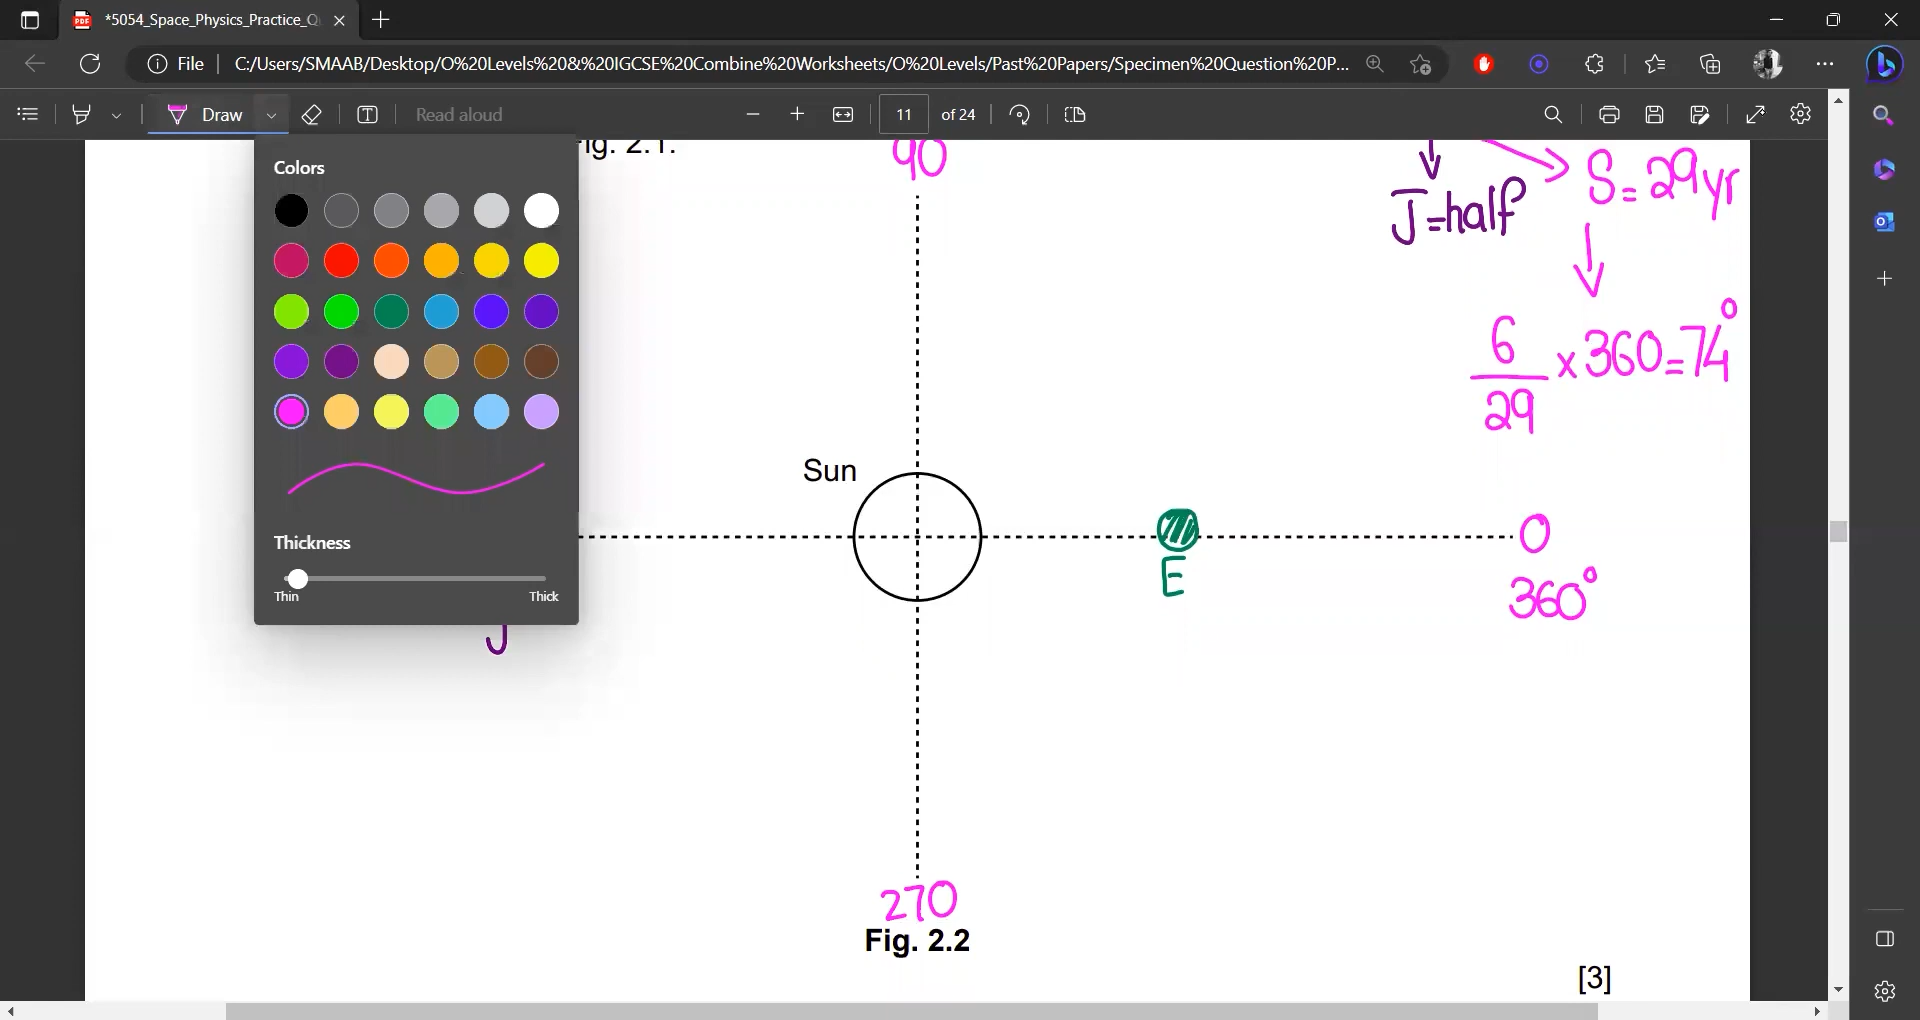 *5054_Space_Physics_Practice_Q
File
C:/Users/SMAAB/Desktop/O%20Levels%20&%20IGCSE%20Combine%20Worksheets/O%20Levels/Past%20Papers/Specimen%20Question%20P...
Draw
Read aloud
11
of 24
Colors
Thickness
Thin
Thick
ig. 2.1.
90
J=half
S=29yr
6
29
×360=74°
Sun
0
360°
E
J
270
Fig. 2.2
[3]